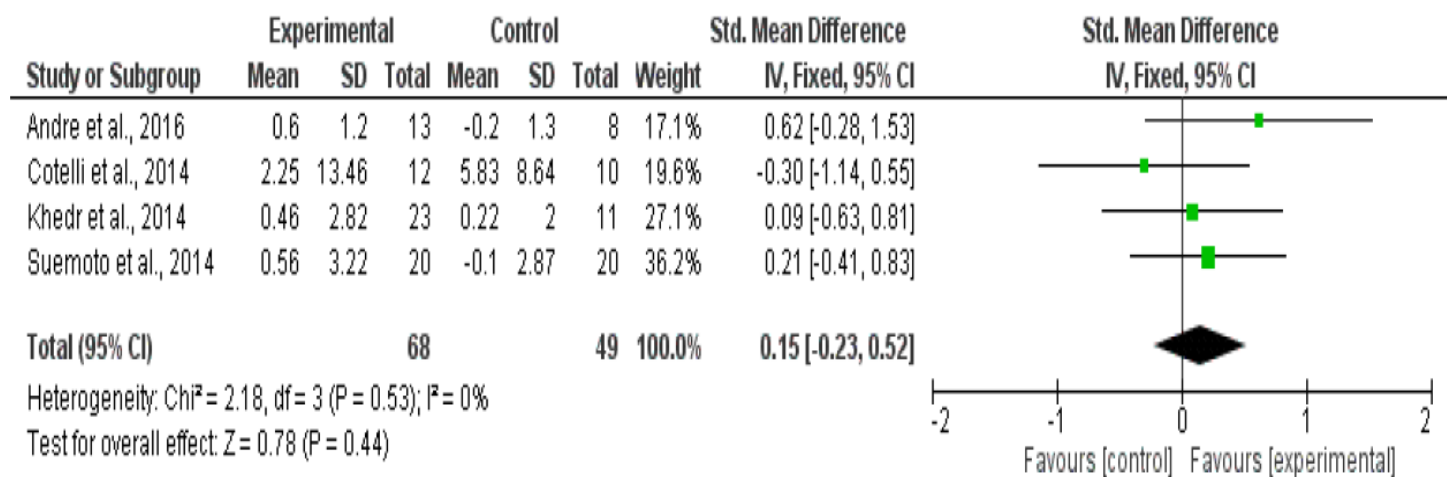 Experimental Control Std. Mean Difference Std. Mean Difference
Study or Subgroup Mean SD Total Mean SD Total Weight IV, Fixed, 95% CI IV, Fixed, 95% CI
Andre et al., 2016 0.6 1.2 13 -0.2 1.3 8 17.1% 0.62 [-0.28, 1.53]
Cotelli et al., 2014 2.25 13.46 12 5.83 8.64 10 19.6% -0.30 [-1.14, 0.55]
Khedr et al., 2014 0.46 2.82 23 0.22 2 11 27.1% 0.09 [-0.63, 0.81]
Suemoto et al., 2014 0.56 3.22 20 -0.1 2.87 20 36.2% 0.21 [-0.41, 0.83]
Total (95% CI) 68 49 100.0% 0.15 [-0.23, 0.52]
Heterogeneity: Chi² = 2.18, df = 3 (P = 0.53); I² = 0%
Test for overall effect: Z = 0.78 (P = 0.44)
-2 -1 0 1 2
Favours [control] Favours [experimental]